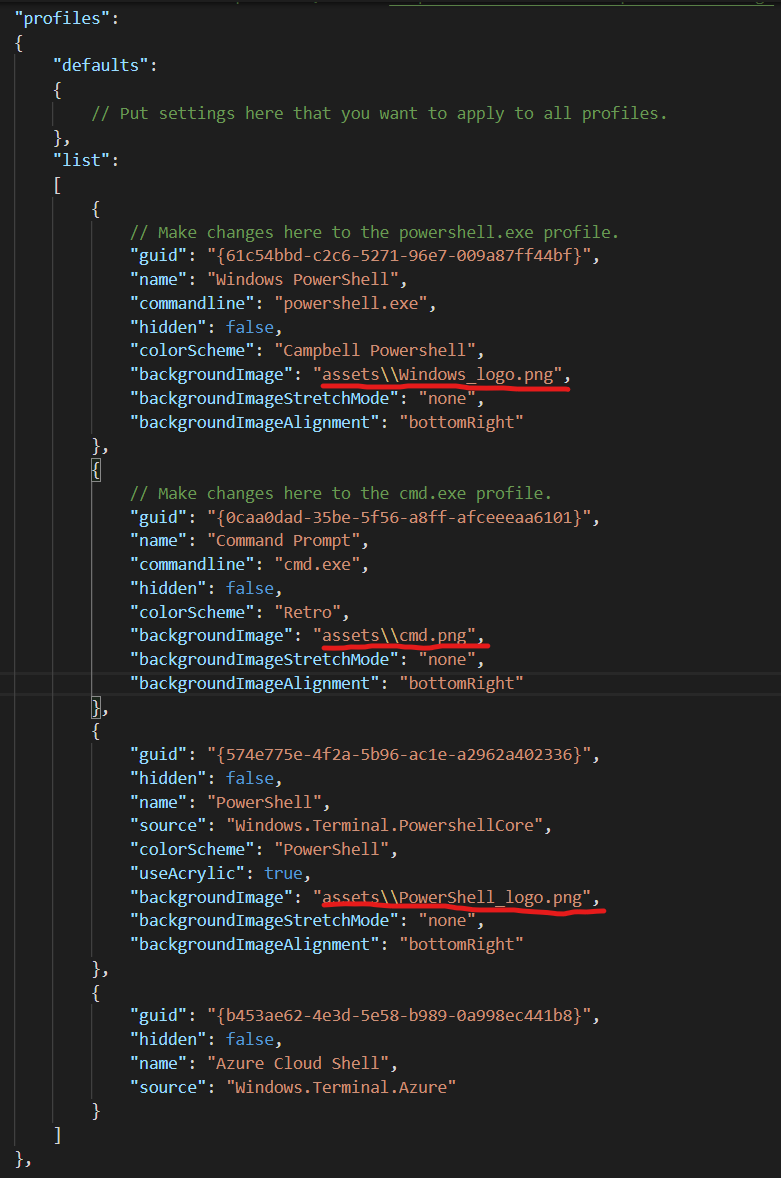 "profiles":
{
"defaults":
{
// Put settings here that you want to apply to all profiles.
},
"list":
[
{
// Make changes here to the powershell.exe profile.
"guid": "{61c54bbd-c2c6-5271-96e7-009a87ff44bf}",
"name": "Windows PowerShell",
"commandline": "powershell.exe",
"hidden": false,
"colorScheme": "Campbell Powershell",
"backgroundImage": "assets\\Windows_logo.png",
"backgroundImageStretchMode": "none",
"backgroundImageAlignment": "bottomRight"
},
{
// Make changes here to the cmd.exe profile.
"guid": "{0caa0dad-35be-5f56-a8ff-afceeeaa6101}",
"name": "Command Prompt",
"commandline": "cmd.exe",
"hidden": false,
"colorScheme": "Retro",
"backgroundImage": "assets\\cmd.png",
"backgroundImageStretchMode": "none",
"backgroundImageAlignment": "bottomRight"
},
{
"guid": "{574e775e-4f2a-5b96-ac1e-a2962a402336}",
"hidden": false,
"name": "PowerShell",
"source": "Windows.Terminal.PowershellCore",
"colorScheme": "PowerShell",
"useAcrylic": true,
"backgroundImage": "assets\\PowerShell_logo.png",
"backgroundImageStretchMode": "none",
"backgroundImageAlignment": "bottomRight"
},
{
"guid": "{b453ae62-4e3d-5e58-b989-0a998ec441b8}",
"hidden": false,
"name": "Azure Cloud Shell",
"source": "Windows.Terminal.Azure"
}
]
},